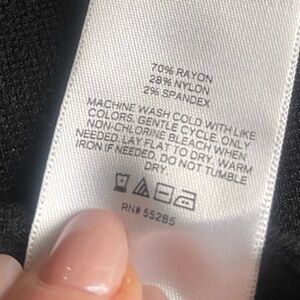 70% RAYON
28% NYLON
2% SPANDEX
MACHINE WASH COLD WITH LIKE
COLORS. GENTLE CYCLE. ONLY
NON-CHLORINE BLEACH WHEN
NEEDED. LAY FLAT TO DRY. WARM
IRON IF NEEDED. DO NOT TUMBLE
DRY.
RN# 55285